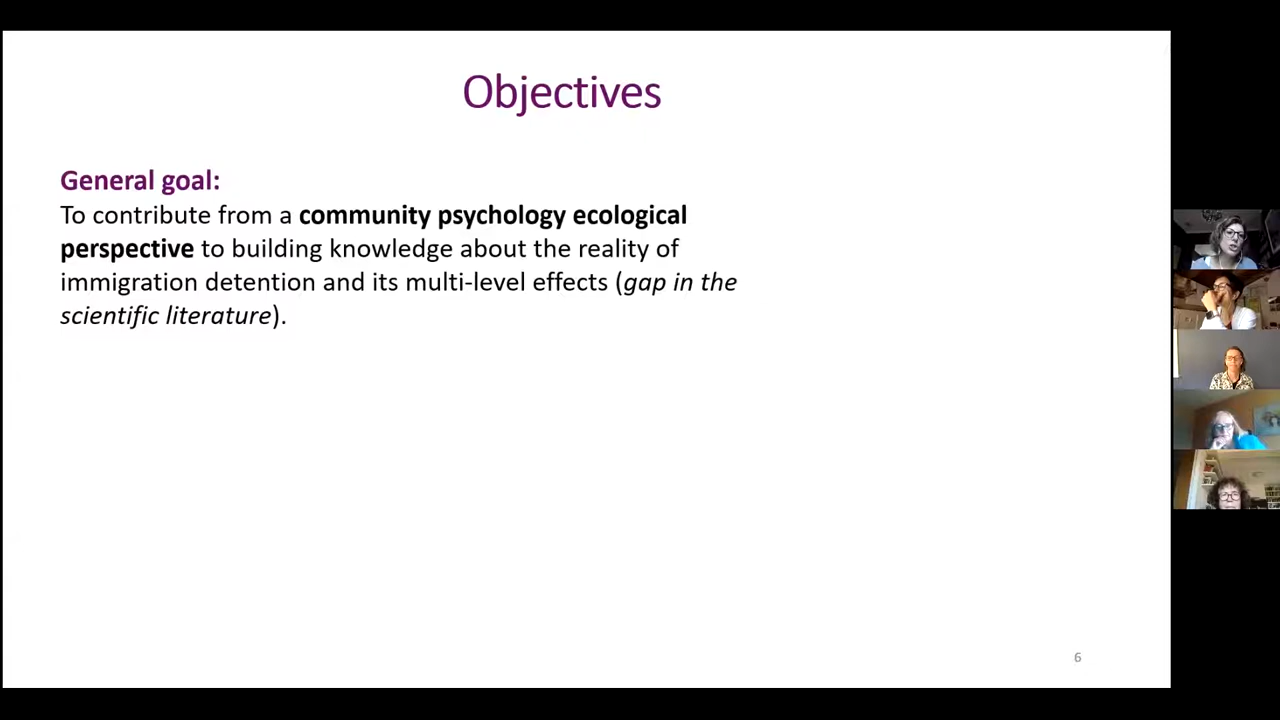 Objectives
General goal:
To contribute from a community psychology ecological
perspective to building knowledge about the reality of
immigration detention and its multi-level effects (gap in the
scientific literature).
6